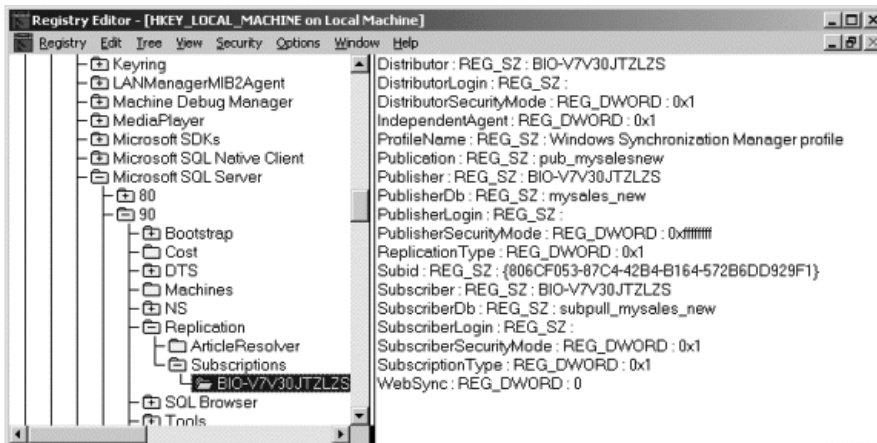 Registry Editor - [HKEY_LOCAL_MACHINE on Local Machine]
Registry Edit Tree View Security Options Window Help
Keyring
LANManagerMIB2Agent
Machine Debug Manager
MediaPlayer
Microsoft SDKs
Microsoft SQL Native Client
Microsoft SQL Server
80
90
Bootstrap
Cost
DTS
Machines
NS
Replication
ArticleResolver
Subscriptions
BIO-V7V30JTZLZS
SQL Browser
Tools
Distributor : REG_SZ : BIO-V7V30JTZLZS
DistributorLogin : REG_SZ :
DistributorSecurityMode : REG_DWORD : 0x1
IndependentAgent : REG_DWORD : 0x1
ProfileName : REG_SZ : Windows Synchronization Manager profile
Publication : REG_SZ : pub_mysalesnew
Publisher : REG_SZ : BIO-V7V30JTZLZS
PublisherDb : REG_SZ : mysales_new
PublisherLogin : REG_SZ :
PublisherSecurityMode : REG_DWORD : 0xffffffff
ReplicationType : REG_DWORD : 0x1
Subid : REG_SZ : {806CF053-87C4-42B4-B164-572B6DD929F1}
Subscriber : REG_SZ : BIO-V7V30JTZLZS
SubscriberDb : REG_SZ : subpull_mysales_new
SubscriberLogin : REG_SZ :
SubscriberSecurityMode : REG_DWORD : 0x1
SubscriptionType : REG_DWORD : 0x1
WebSync : REG_DWORD : 0